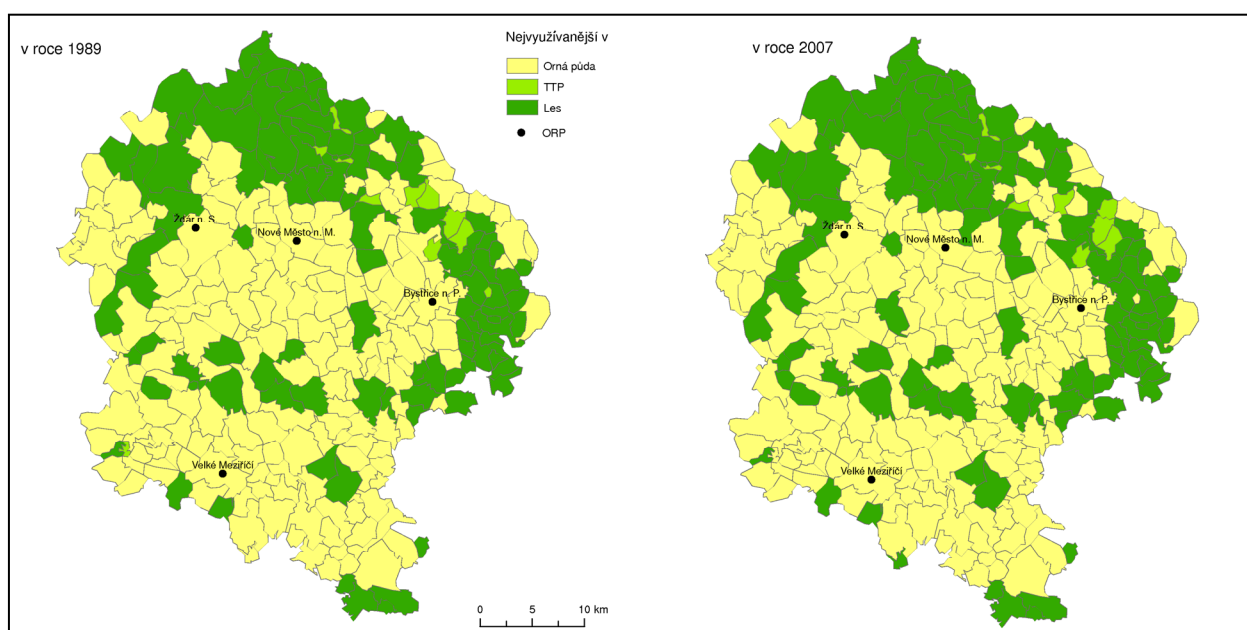 v roce 1989
Nejvyužívanější v
Orná půda
TTP
Les
ORP
Žďár n. S.
Nové Město n. M.
Bystřice n. P.
Velké Meziříčí
0 5 10 km
v roce 2007
Žďár n. S.
Nové Město n. M.
Bystřice n. P.
Velké Meziříčí